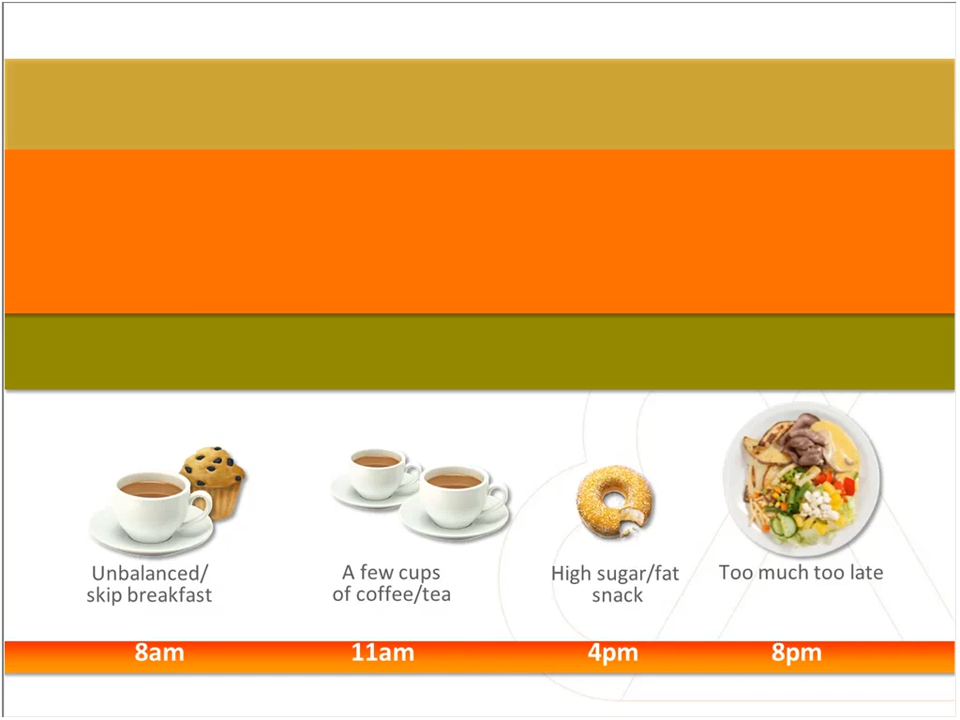 Unbalanced/
skip breakfast
A few cups
of coffee/tea
High sugar/fat
snack
Too much too late
8am
11am
4pm
8pm